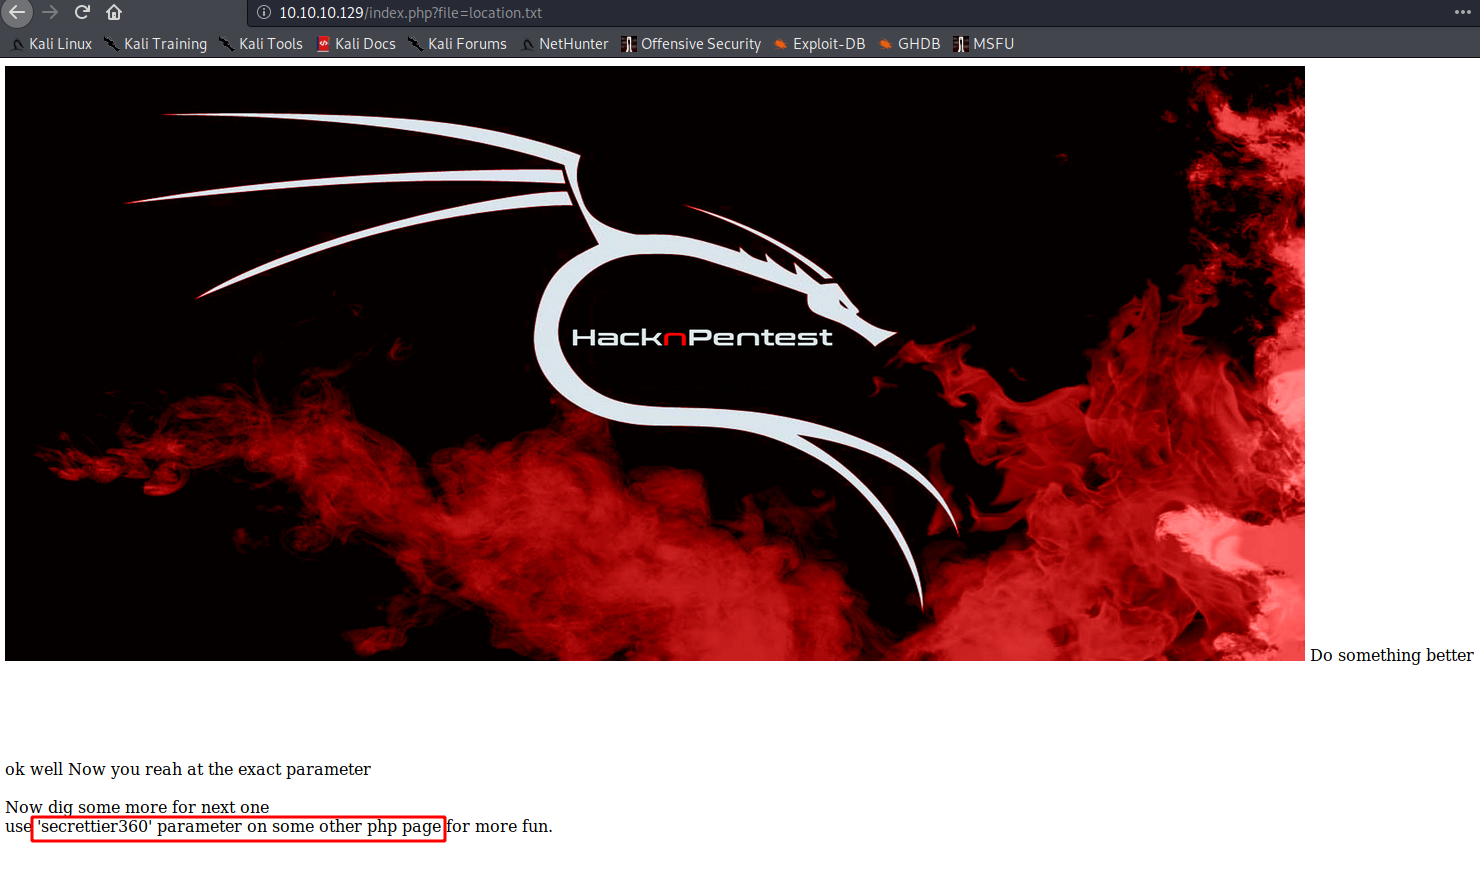 10.10.10.129/index.php?file=location.txt
Kali Linux Kali Training Kali Tools Kali Docs Kali Forums NetHunter Offensive Security Exploit-DB GHDB MSFU
HacknPentest
Do something better
ok well Now you reah at the exact parameter
Now dig some more for next one
use 'secrettier360' parameter on some other php page for more fun.